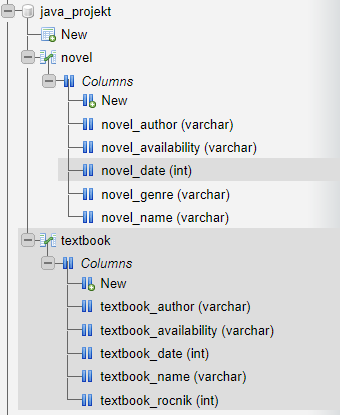 java_projekt
New
novel
Columns
New
novel_author (varchar)
novel_availability (varchar)
novel_date (int)
novel_genre (varchar)
novel_name (varchar)
textbook
Columns
New
textbook_author (varchar)
textbook_availability (varchar)
textbook_date (int)
textbook_name (varchar)
textbook_rocnik (int)